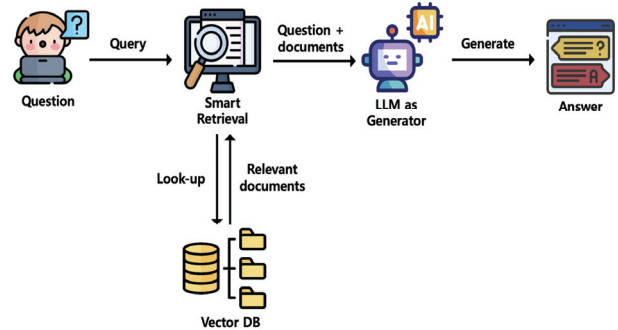 ?
Question
Query
Smart
Retrieval
Question +
documents
AI
LLM as
Generator
Generate
?
A
Answer
Look-up
Relevant
documents
Vector DB